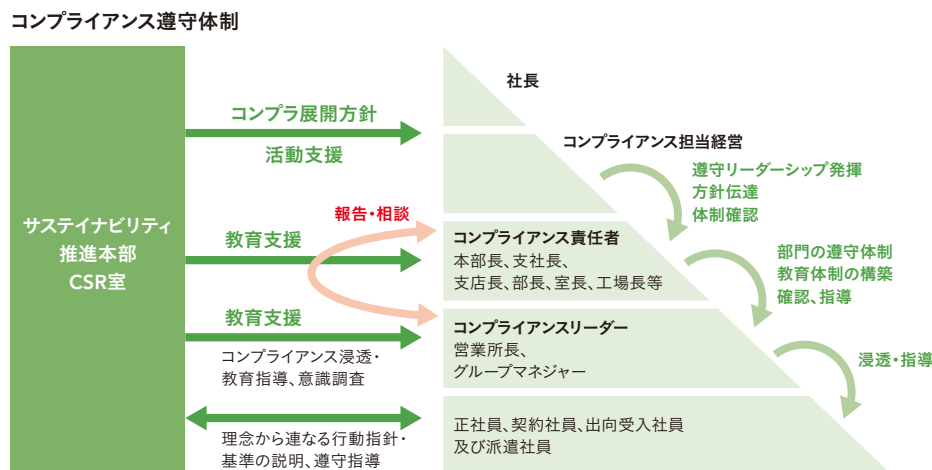 コンプライアンス遵守体制
サステイナビリティ
推進本部
CSR室
コンプラ展開方針
活動支援
報告・相談
教育支援
教育支援
コンプライアンス浸透・
教育指導、意識調査
理念から連なる行動指針・
基準の説明、遵守指導
社長
コンプライアンス担当経営
コンプライアンス責任者
本部長、支社長、
支店長、部長、室長、工場長等
コンプライアンスリーダー
営業所長、
グループマネジャー
正社員、契約社員、出向受入社員
及び派遣社員
遵守リーダーシップ発揮
方針伝達
体制確認
部門の遵守体制
教育体制の構築
確認、指導
浸透・指導